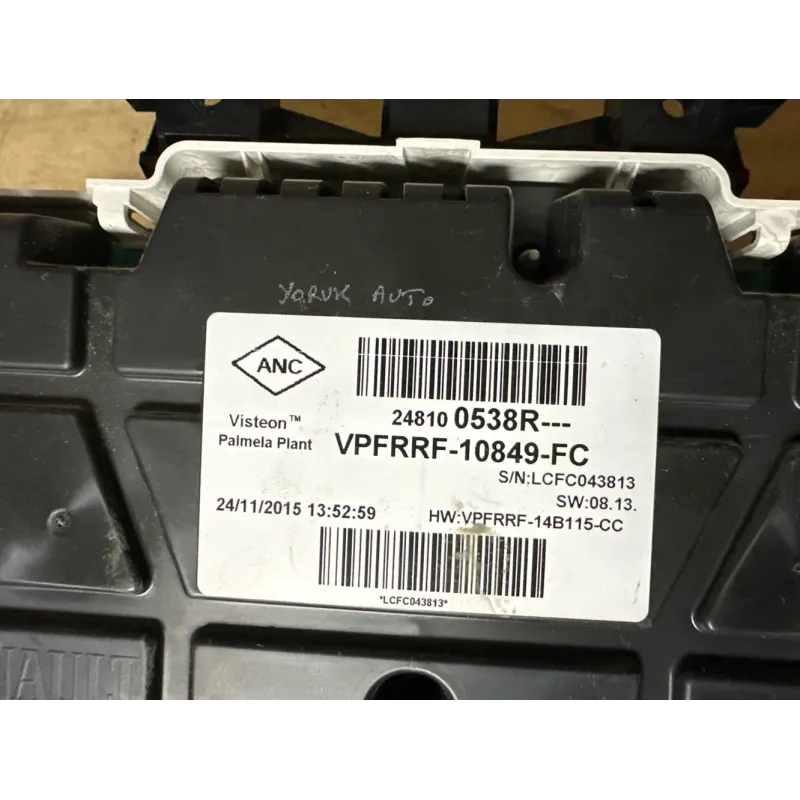 YORUK AUTO
ANC
24810 0538R---
Visteon™
Palmela Plant
VPFRRF-10849-FC
S/N:LCFC043813
SW:08.13.
24/11/2015 13:52:59
HW:VPFRRF-14B115-CC
*LCFC043813*
NAULT